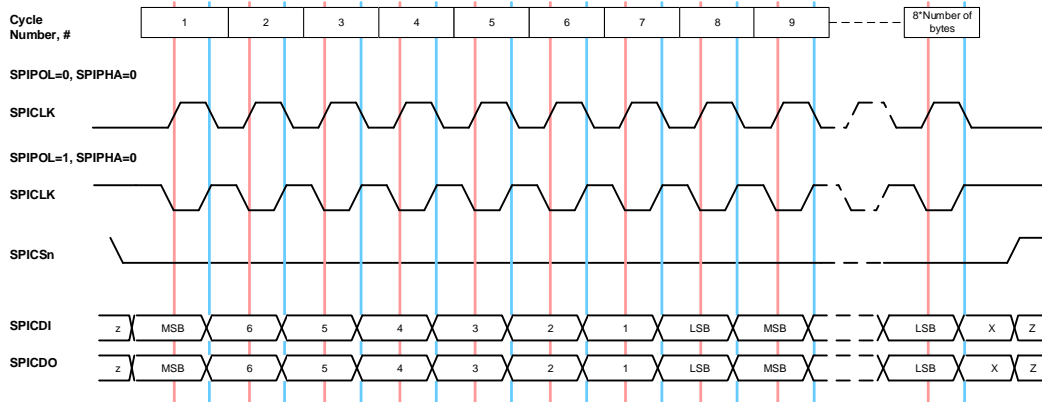 Cycle
Number, #
1 2 3 4 5 6 7 8 9 8*Number of
bytes
SPIPOL=0, SPIPHA=0
SPICLK
SPIPOL=1, SPIPHA=0
SPICLK
SPICSn
SPICDI z MSB 6 5 4 3 2 1 LSB MSB LSB X Z
SPICDO z MSB 6 5 4 3 2 1 LSB MSB LSB X Z